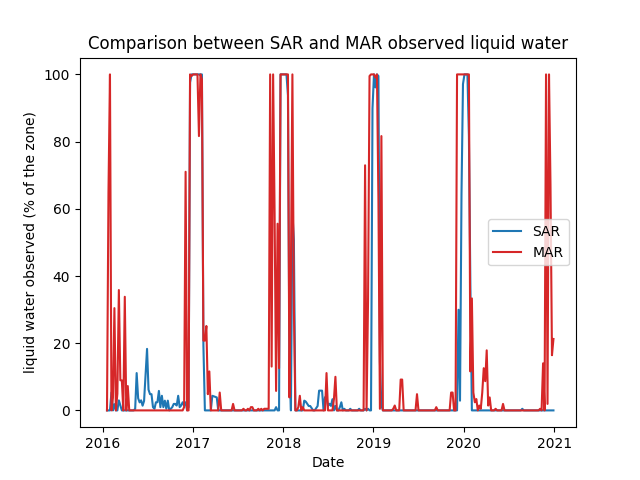 Comparison between SAR and MAR observed liquid water
liquid water observed (% of the zone)
100
80
60
40
20
0
SAR
MAR
2016
2017
2018
2019
2020
2021
Date